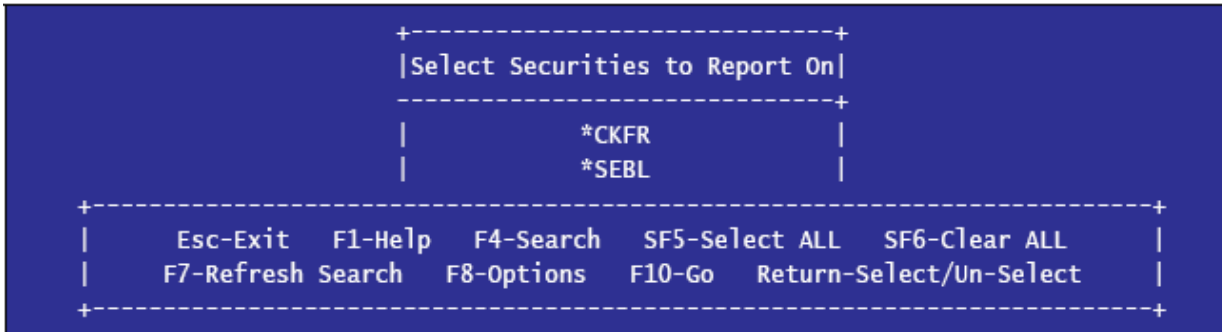 +------------------------------+
|Select Securities to Report On|
-------------------------------+
| *CKFR |
| *SEBL |
+---------------------------------------------------------------------------+
| Esc-Exit F1-Help F4-Search SF5-Select ALL SF6-Clear ALL |
| F7-Refresh Search F8-Options F10-Go Return-Select/Un-Select |
+---------------------------------------------------------------------------+